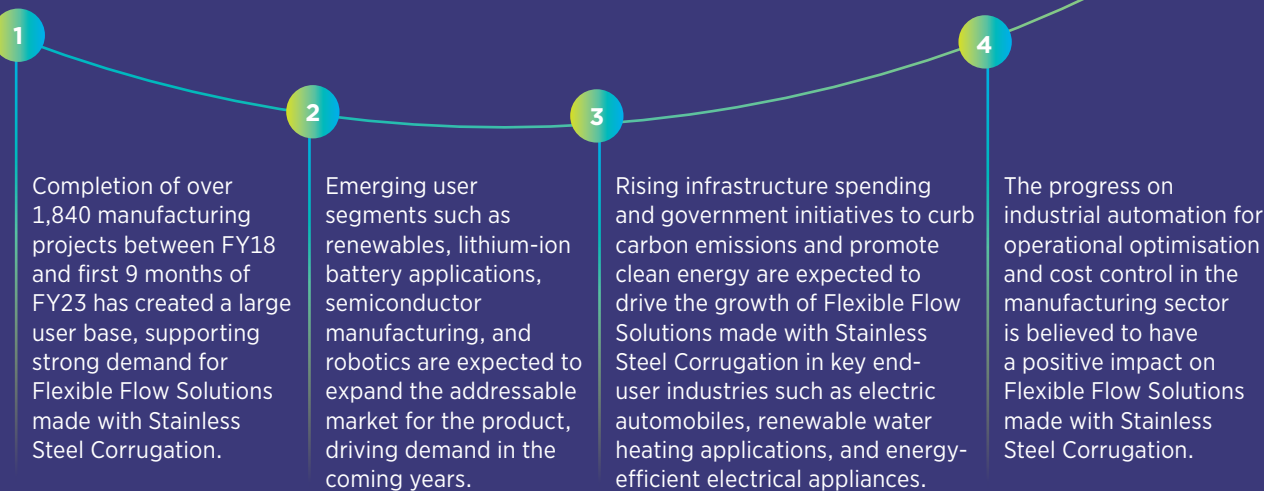 1
Completion of over
1,840 manufacturing
projects between FY18
and first 9 months of
FY23 has created a large
user base, supporting
strong demand for
Flexible Flow Solutions
made with Stainless
Steel Corrugation.
2
Emerging user
segments such as
renewables, lithium-ion
battery applications,
semiconductor
manufacturing, and
robotics are expected to
expand the addressable
market for the product,
driving demand in the
coming years.
3
Rising infrastructure spending
and government initiatives to curb
carbon emissions and promote
clean energy are expected to
drive the growth of Flexible Flow
Solutions made with Stainless
Steel Corrugation in key end-
user industries such as electric
automobiles, renewable water
heating applications, and energy-
efficient electrical appliances.
4
The progress on
industrial automation for
operational optimisation
and cost control in the
manufacturing sector
is believed to have
a positive impact on
Flexible Flow Solutions
made with Stainless
Steel Corrugation.